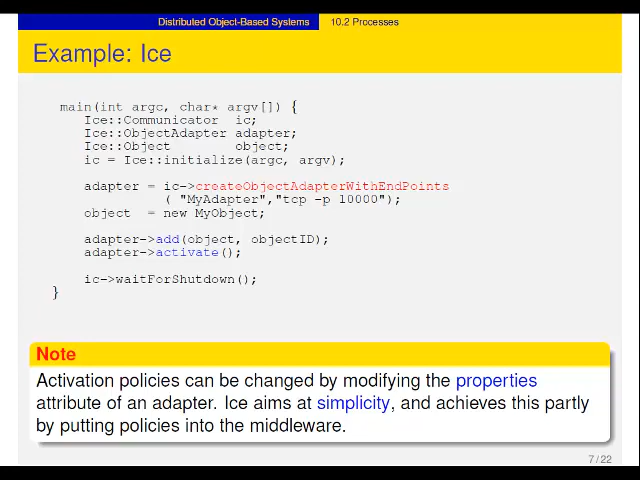 Distributed Object-Based Systems 10.2 Processes
Example: Ice
main(int argc, char* argv[]) {
Ice::Communicator ic;
Ice::ObjectAdapter adapter;
Ice::Object object;
ic = Ice::initialize(argc, argv);
adapter = ic->createObjectAdapterWithEndPoints
( "MyAdapter","tcp -p 10000");
object = new MyObject;
adapter->add(object, objectID);
adapter->activate();
ic->waitForShutdown();
}
Note
Activation policies can be changed by modifying the properties
attribute of an adapter. Ice aims at simplicity, and achieves this partly
by putting policies into the middleware.
7 / 22